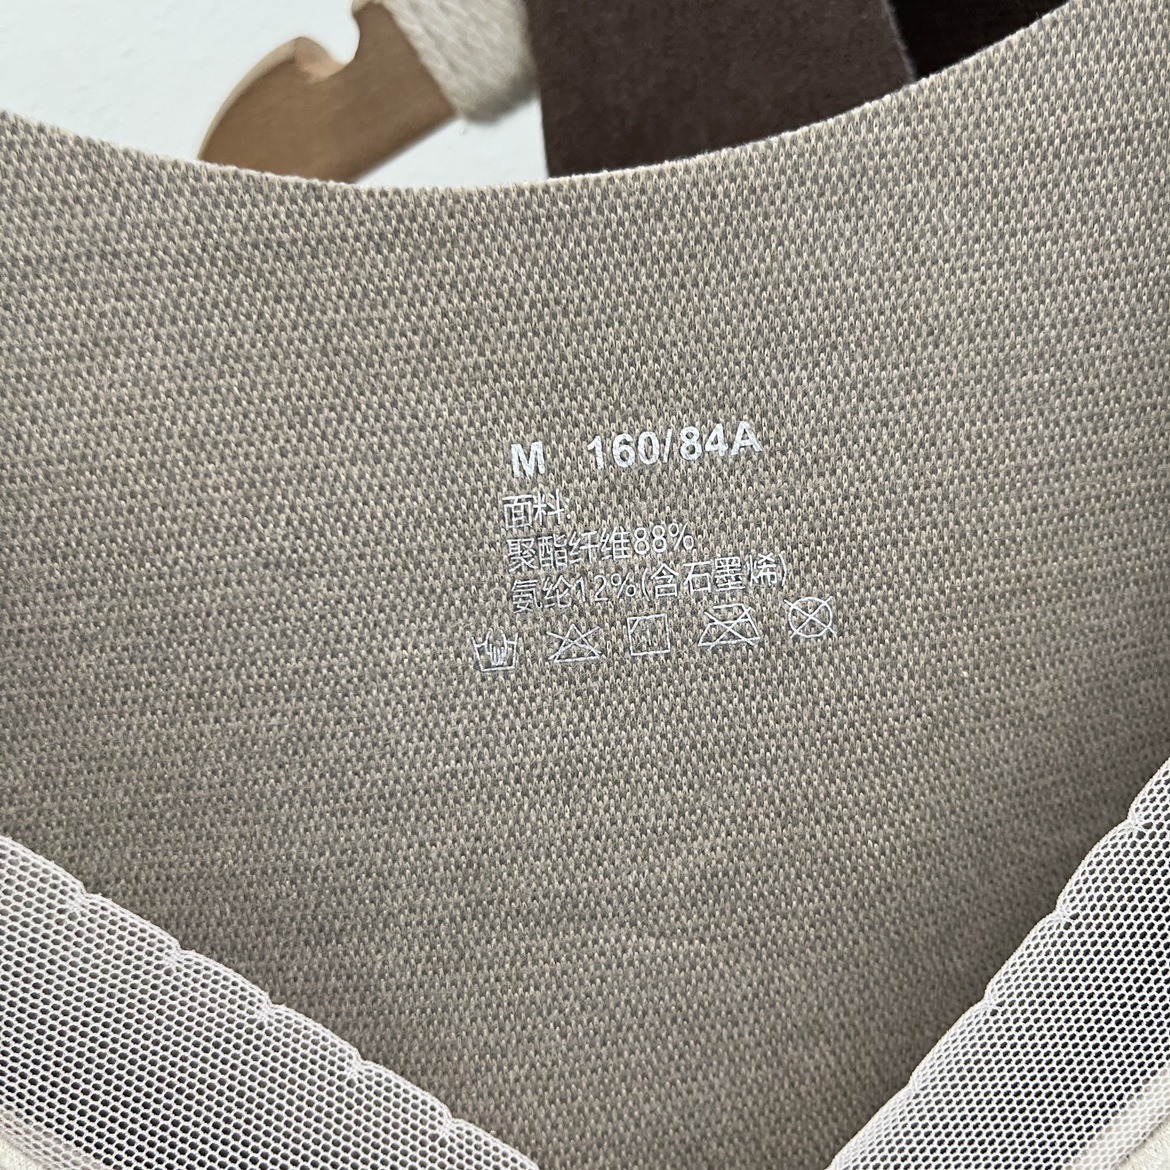 M 160/84A
面料:
聚酯纤维88%
氨纶12%(含石墨烯)